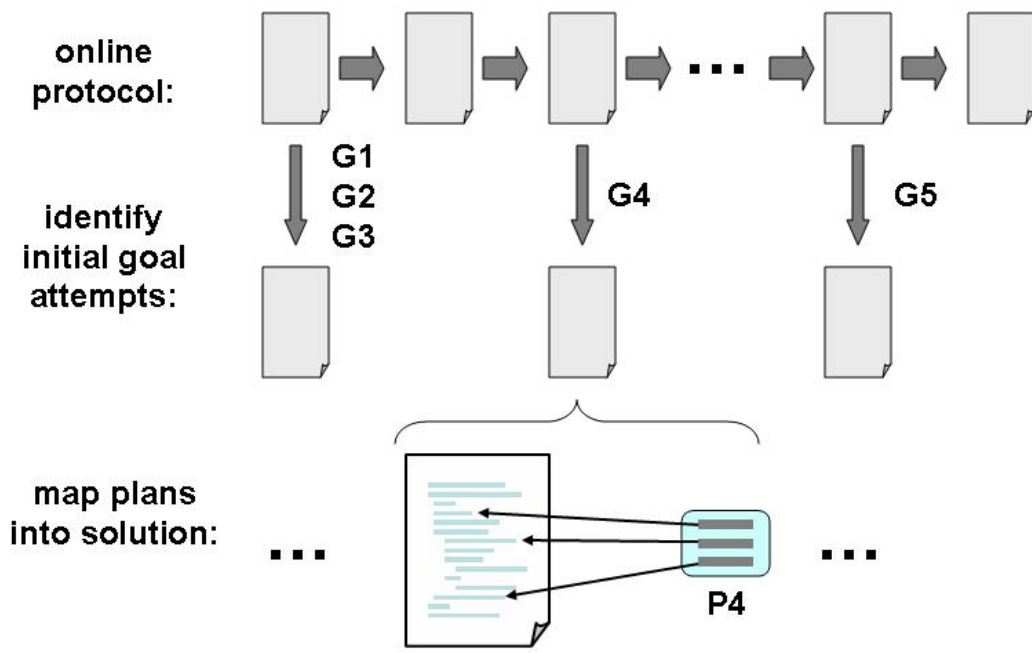 online
protocol:
G1
G2
G3
G4
G5
identify
initial goal
attempts:
map plans
into solution:
P4